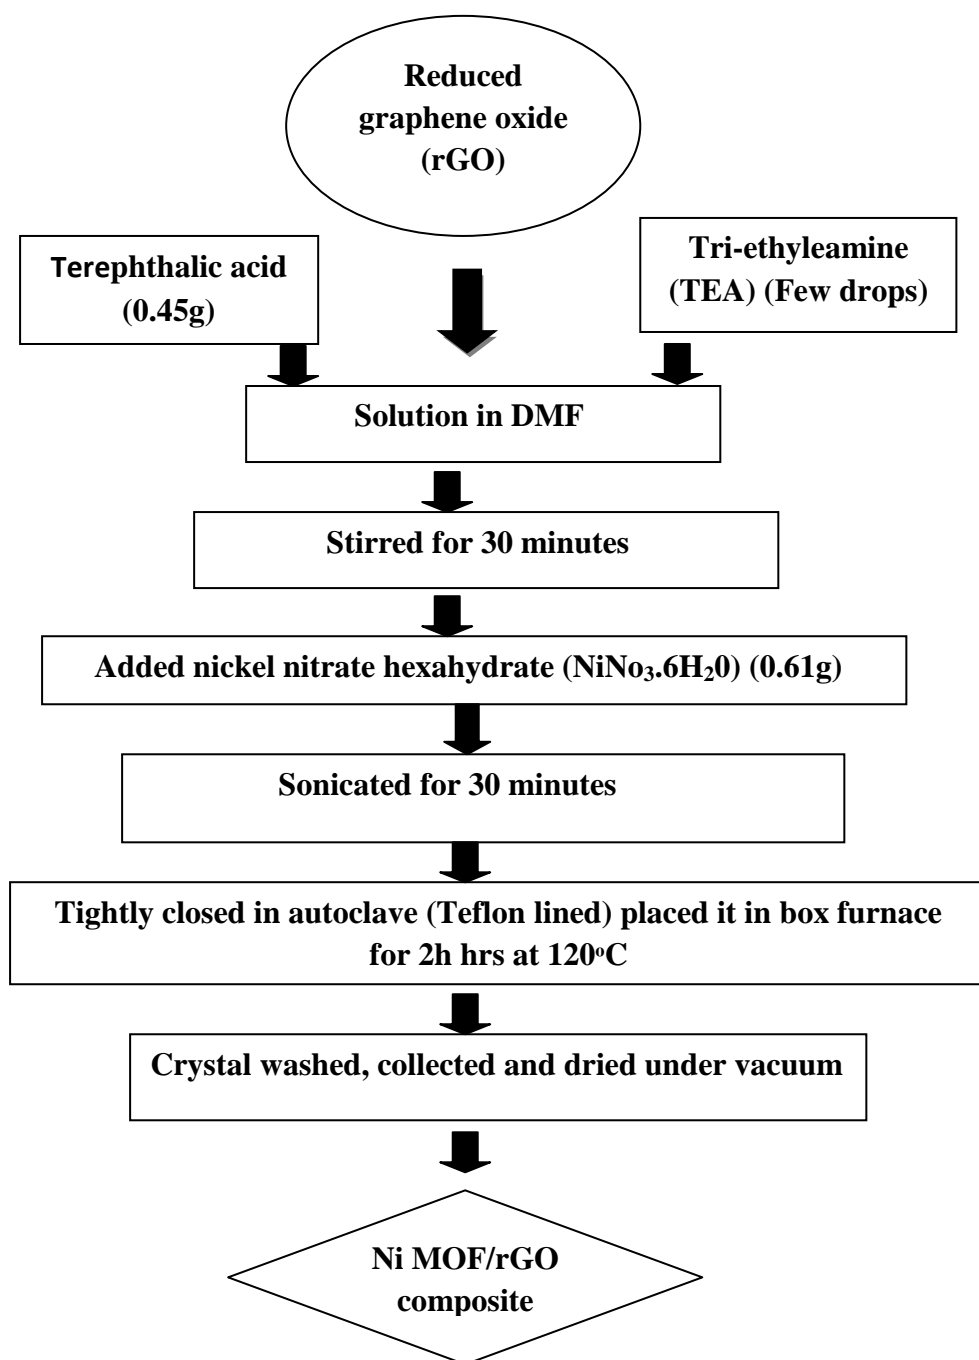 Reduced
graphene oxide
(rGO)
Terephthalic acid
(0.45g)
Tri-ethyleamine
(TEA) (Few drops)
Solution in DMF
Stirred for 30 minutes
Added nickel nitrate hexahydrate (NiNo₃.6H₂0) (0.61g)
Sonicated for 30 minutes
Tightly closed in autoclave (Teflon lined) placed it in box furnace
for 2h hrs at 120ᵒC
Crystal washed, collected and dried under vacuum
Ni MOF/rGO
composite